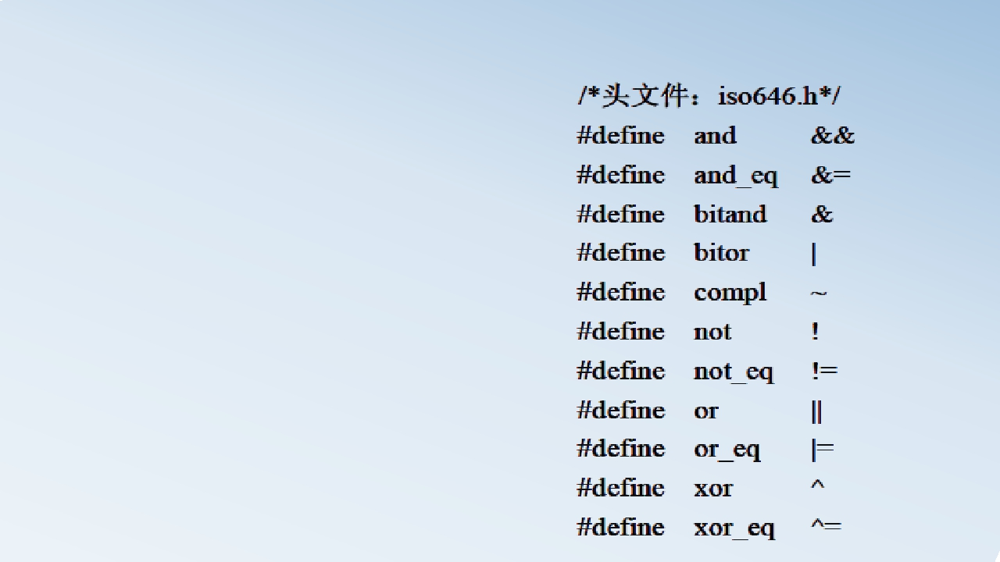 /*头文件：iso646.h*/
#define and &&
#define and_eq &=
#define bitand &
#define bitor |
#define compl ~
#define not !
#define not_eq !=
#define or ||
#define or_eq |=
#define xor ^
#define xor_eq ^=